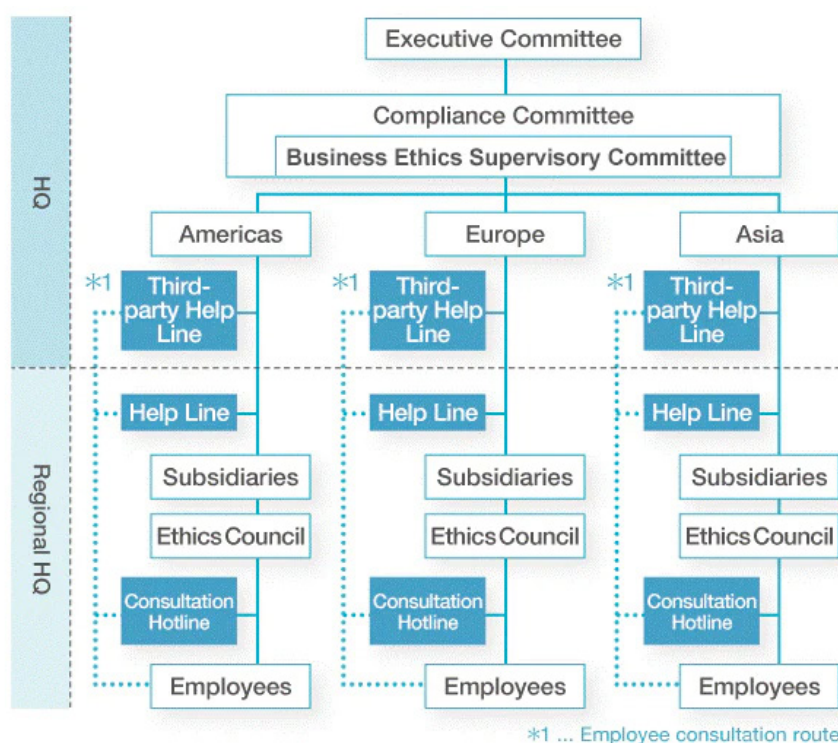 Executive Committee
Compliance Committee
Business Ethics Supervisory Committee
HQ
Americas
Europe
Asia
*1
Third-
party Help
Line
*1
Third-
party Help
Line
*1
Third-
party Help
Line
Regional HQ
Help Line
Help Line
Help Line
Subsidiaries
Subsidiaries
Subsidiaries
Ethics Council
Ethics Council
Ethics Council
Consultation
Hotline
Consultation
Hotline
Consultation
Hotline
Employees
Employees
Employees
*1 ... Employee consultation route